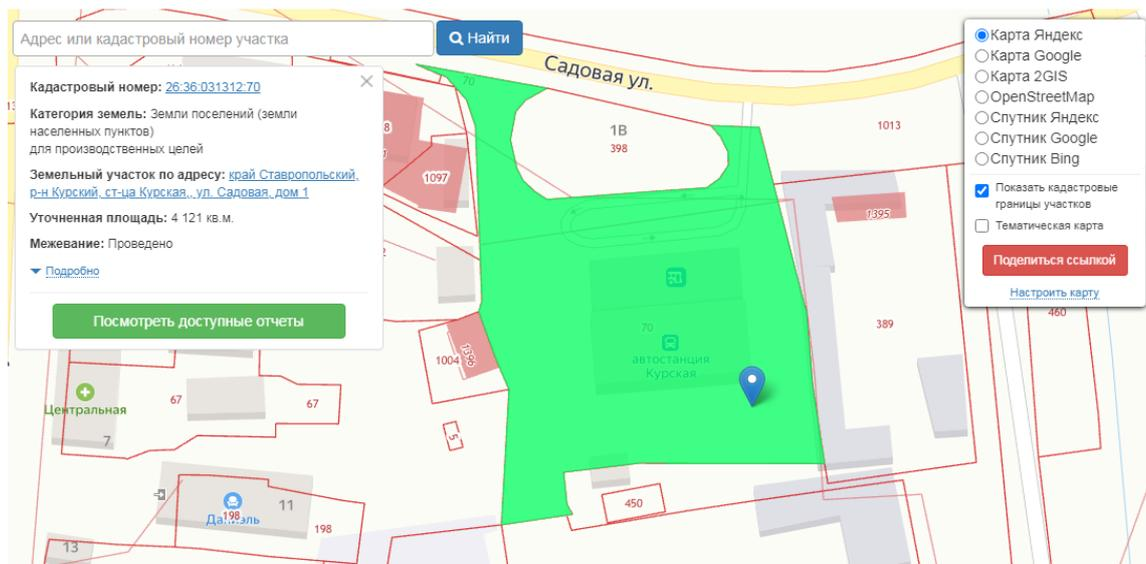 Адрес или кадастровый номер участка
Найти
Кадастровый номер: 26:36:031312:70
Категория земель: Земли поселений (земли
населенных пунктов)
для производственных целей
Земельный участок по адресу: край Ставропольский,
р-н Курский, ст-ца Курская,, ул. Садовая, дом 1
Уточненная площадь: 4 121 кв.м.
Межевание: Проведено
Подробно
Посмотреть доступные отчеты
Карта Яндекс
Карта Google
Карта 2GIS
OpenStreetMap
Спутник Яндекс
Спутник Google
Спутник Bing
Показать кадастровые
границы участков
Тематическая карта
Поделиться ссылкой
Настроить карту
Садовая ул.
70
1В
398
1013
8
1097
1395
460
389
70
автостанция
Курская
1004
1396
67
67
Центральная
7
5
450
11
Даниэль
198
198
13